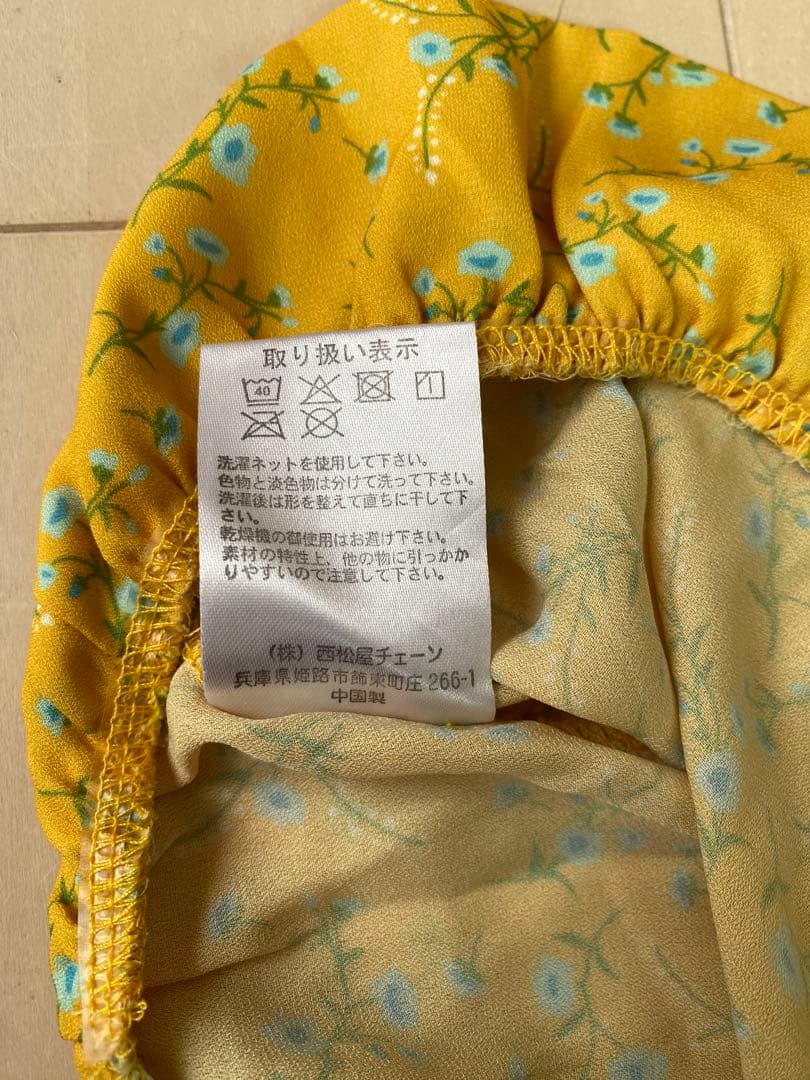 取り扱い表示
40
洗濯ネットを使用して下さい。
色物と淡色物は分けて洗って下さい。
洗濯後は形を整えて直ちに干して下
さい。
乾燥機の御使用はお避け下さい。
素材の特性上、他の物に引っかか
りやすいので注意して下さい。
(株) 西松屋チェーン
兵庫県姫路市飾東町庄 266-1
中国製